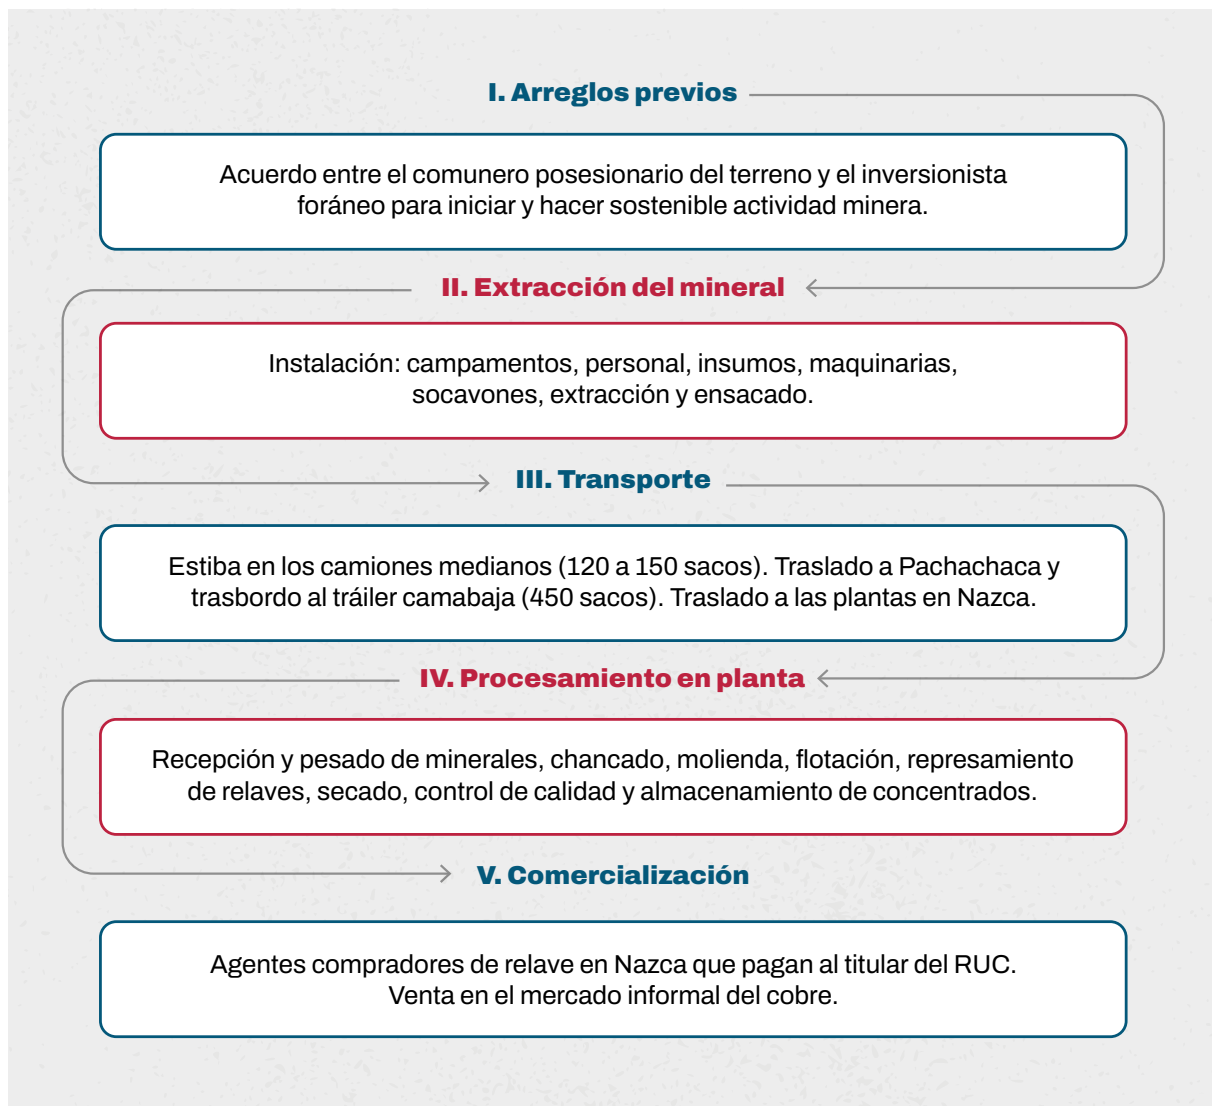 I. Arreglos previos
Acuerdo entre el comunero posesionario del terreno y el inversionista
foráneo para iniciar y hacer sostenible actividad minera.
II. Extracción del mineral
Instalación: campamentos, personal, insumos, maquinarias,
socavones, extracción y ensacado.
III. Transporte
Estiba en los camiones medianos (120 a 150 sacos). Traslado a Pachachaca y
trasbordo al tráiler camabaja (450 sacos). Traslado a las plantas en Nazca.
IV. Procesamiento en planta
Recepción y pesado de minerales, chancado, molienda, flotación, represamiento
de relaves, secado, control de calidad y almacenamiento de concentrados.
V. Comercialización
Agentes compradores de relave en Nazca que pagan al titular del RUC.
Venta en el mercado informal del cobre.